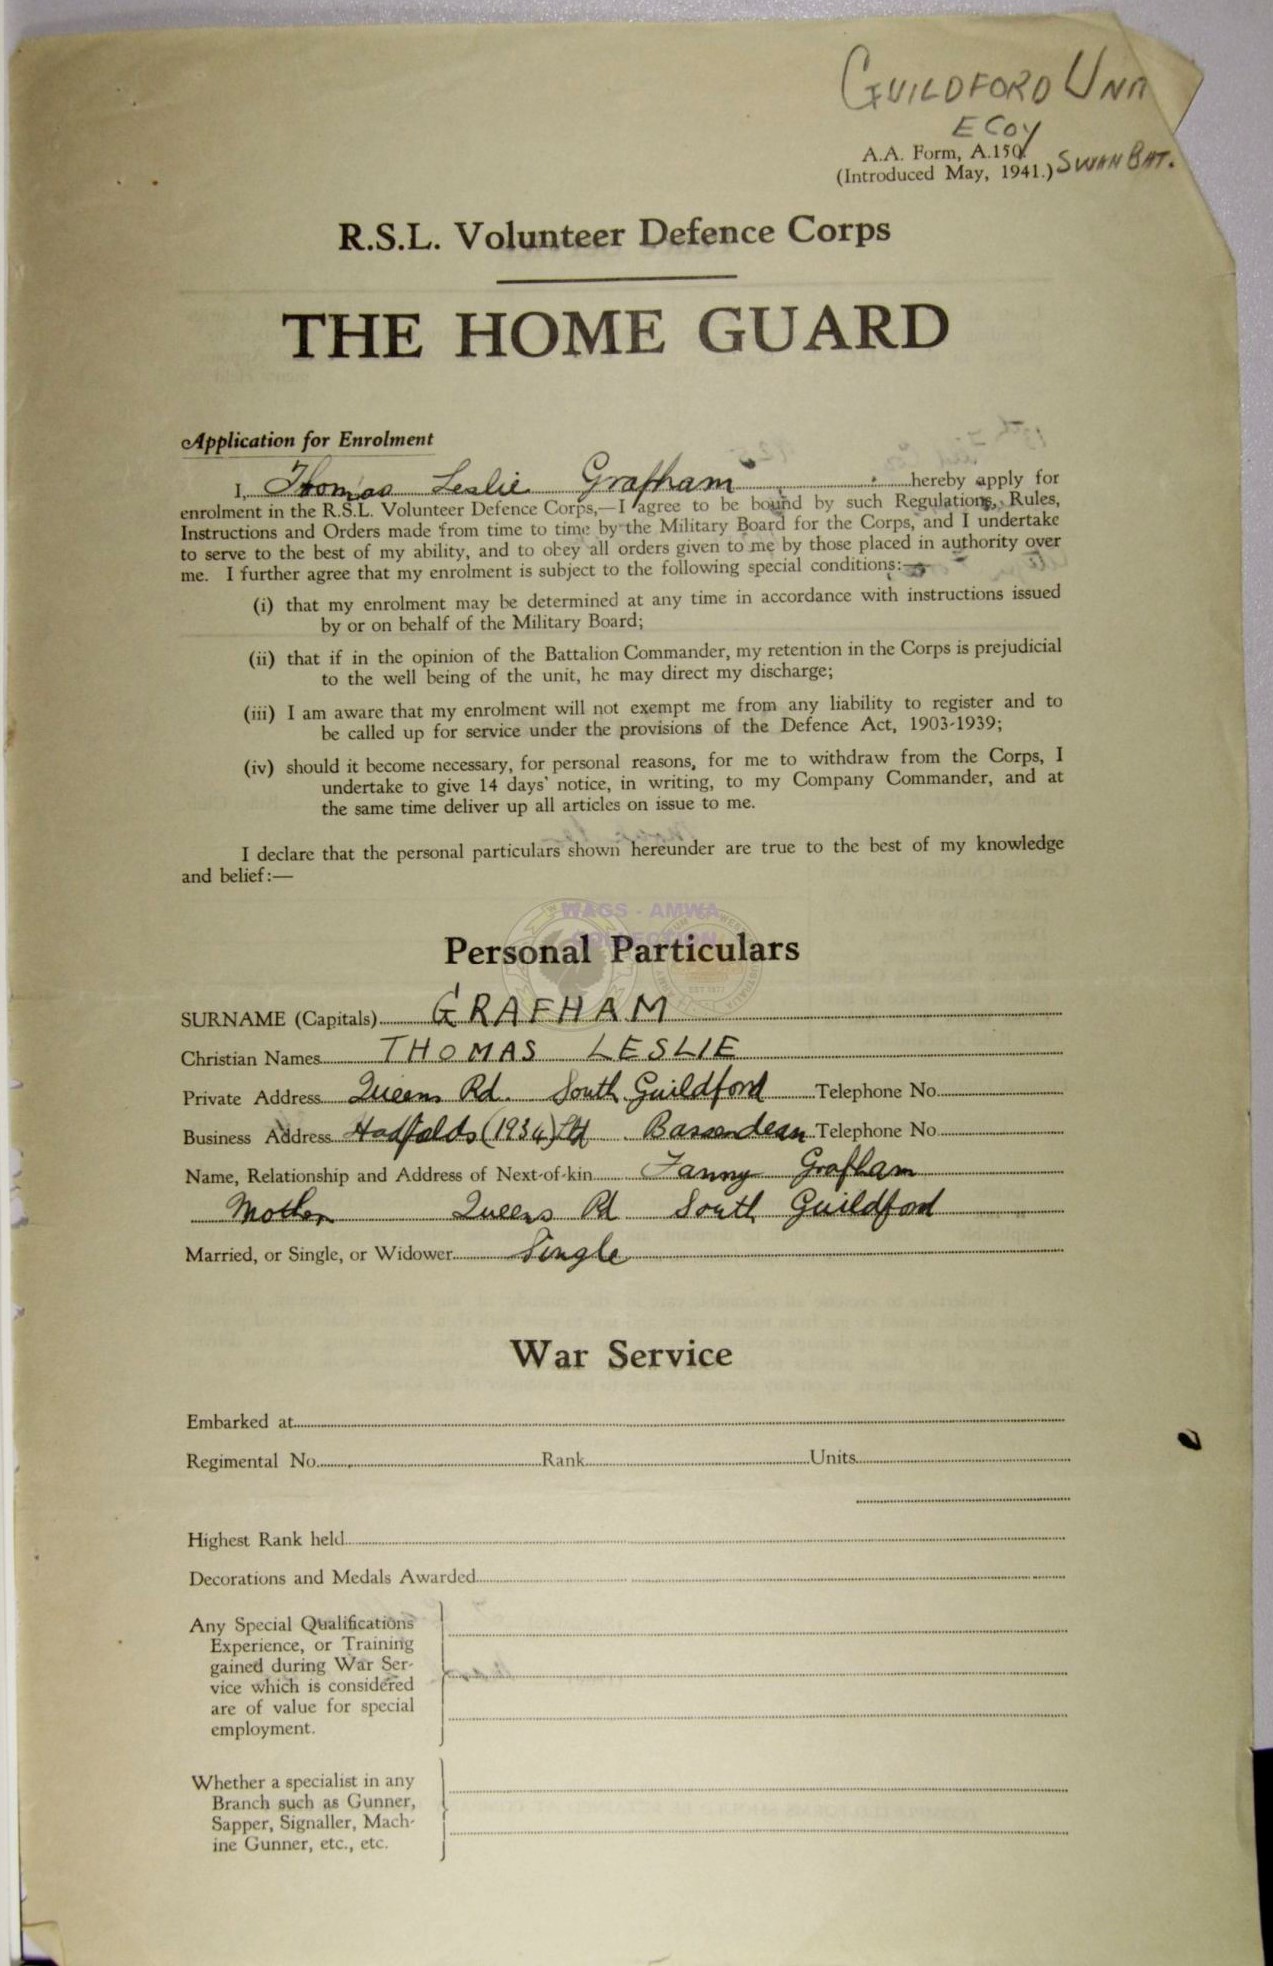 GUILDFORD UNIT
E COY
A.A. Form, A.150.
(Introduced May, 1941.) SWAN BAT.
R.S.L. Volunteer Defence Corps
THE HOME GUARD
Application for Enrolment
I, Thomas Leslie Grafham hereby apply for
enrolment in the R.S.L. Volunteer Defence Corps,—I agree to be bound by such Regulations, Rules,
Instructions and Orders made from time to time by the Military Board for the Corps, and I undertake
to serve to the best of my ability, and to obey all orders given to me by those placed in authority over
me. I further agree that my enrolment is subject to the following special conditions:—
(i) that my enrolment may be determined at any time in accordance with instructions issued
by or on behalf of the Military Board;
(ii) that if in the opinion of the Battalion Commander, my retention in the Corps is prejudicial
to the well being of the unit, he may direct my discharge;
(iii) I am aware that my enrolment will not exempt me from any liability to register and to
be called up for service under the provisions of the Defence Act, 1903-1939;
(iv) should it become necessary, for personal reasons, for me to withdraw from the Corps, I
undertake to give 14 days' notice, in writing, to my Company Commander, and at
the same time deliver up all articles on issue to me.
I declare that the personal particulars shown hereunder are true to the best of my knowledge
and belief:—
WAGS - AMWA
COLLECTION
Personal Particulars
SURNAME (Capitals) GRAFHAM
Christian Names THOMAS LESLIE
Private Address Queens Rd. South Guildford Telephone No.
Business Address Hadfields (1934) Ltd Bassendean Telephone No.
Name, Relationship and Address of Next-of-kin Fanny Grafham
Mother Queens Rd South Guildford
Married, or Single, or Widower Single
War Service
Embarked at
Regimental No. Rank Units
Highest Rank held
Decorations and Medals Awarded
Any Special Qualifications
Experience, or Training
gained during War Ser-
vice which is considered
are of value for special
employment.
Whether a specialist in any
Branch such as Gunner,
Sapper, Signaller, Mach-
ine Gunner, etc., etc.